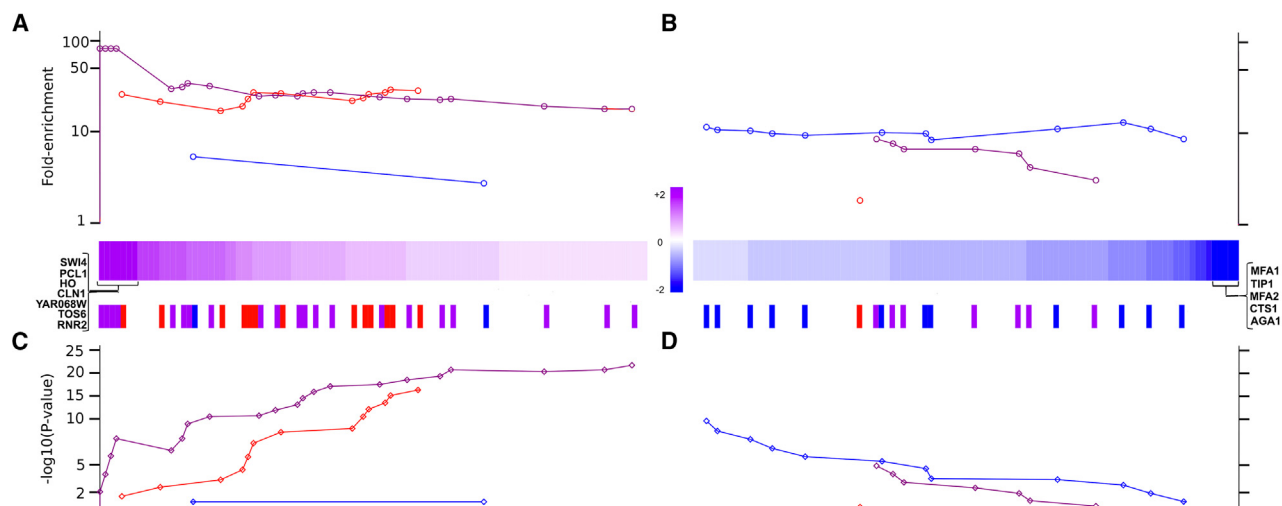 A
B
100
50
10
1
Fold-enrichment
+2
0
-2
SWI4
PCL1
HO
CLN1
YAR068W
TOS6
RNR2
MFA1
TIP1
MFA2
CTS1
AGA1
C
D
25
20
15
10
5
2
-log10(P-value)